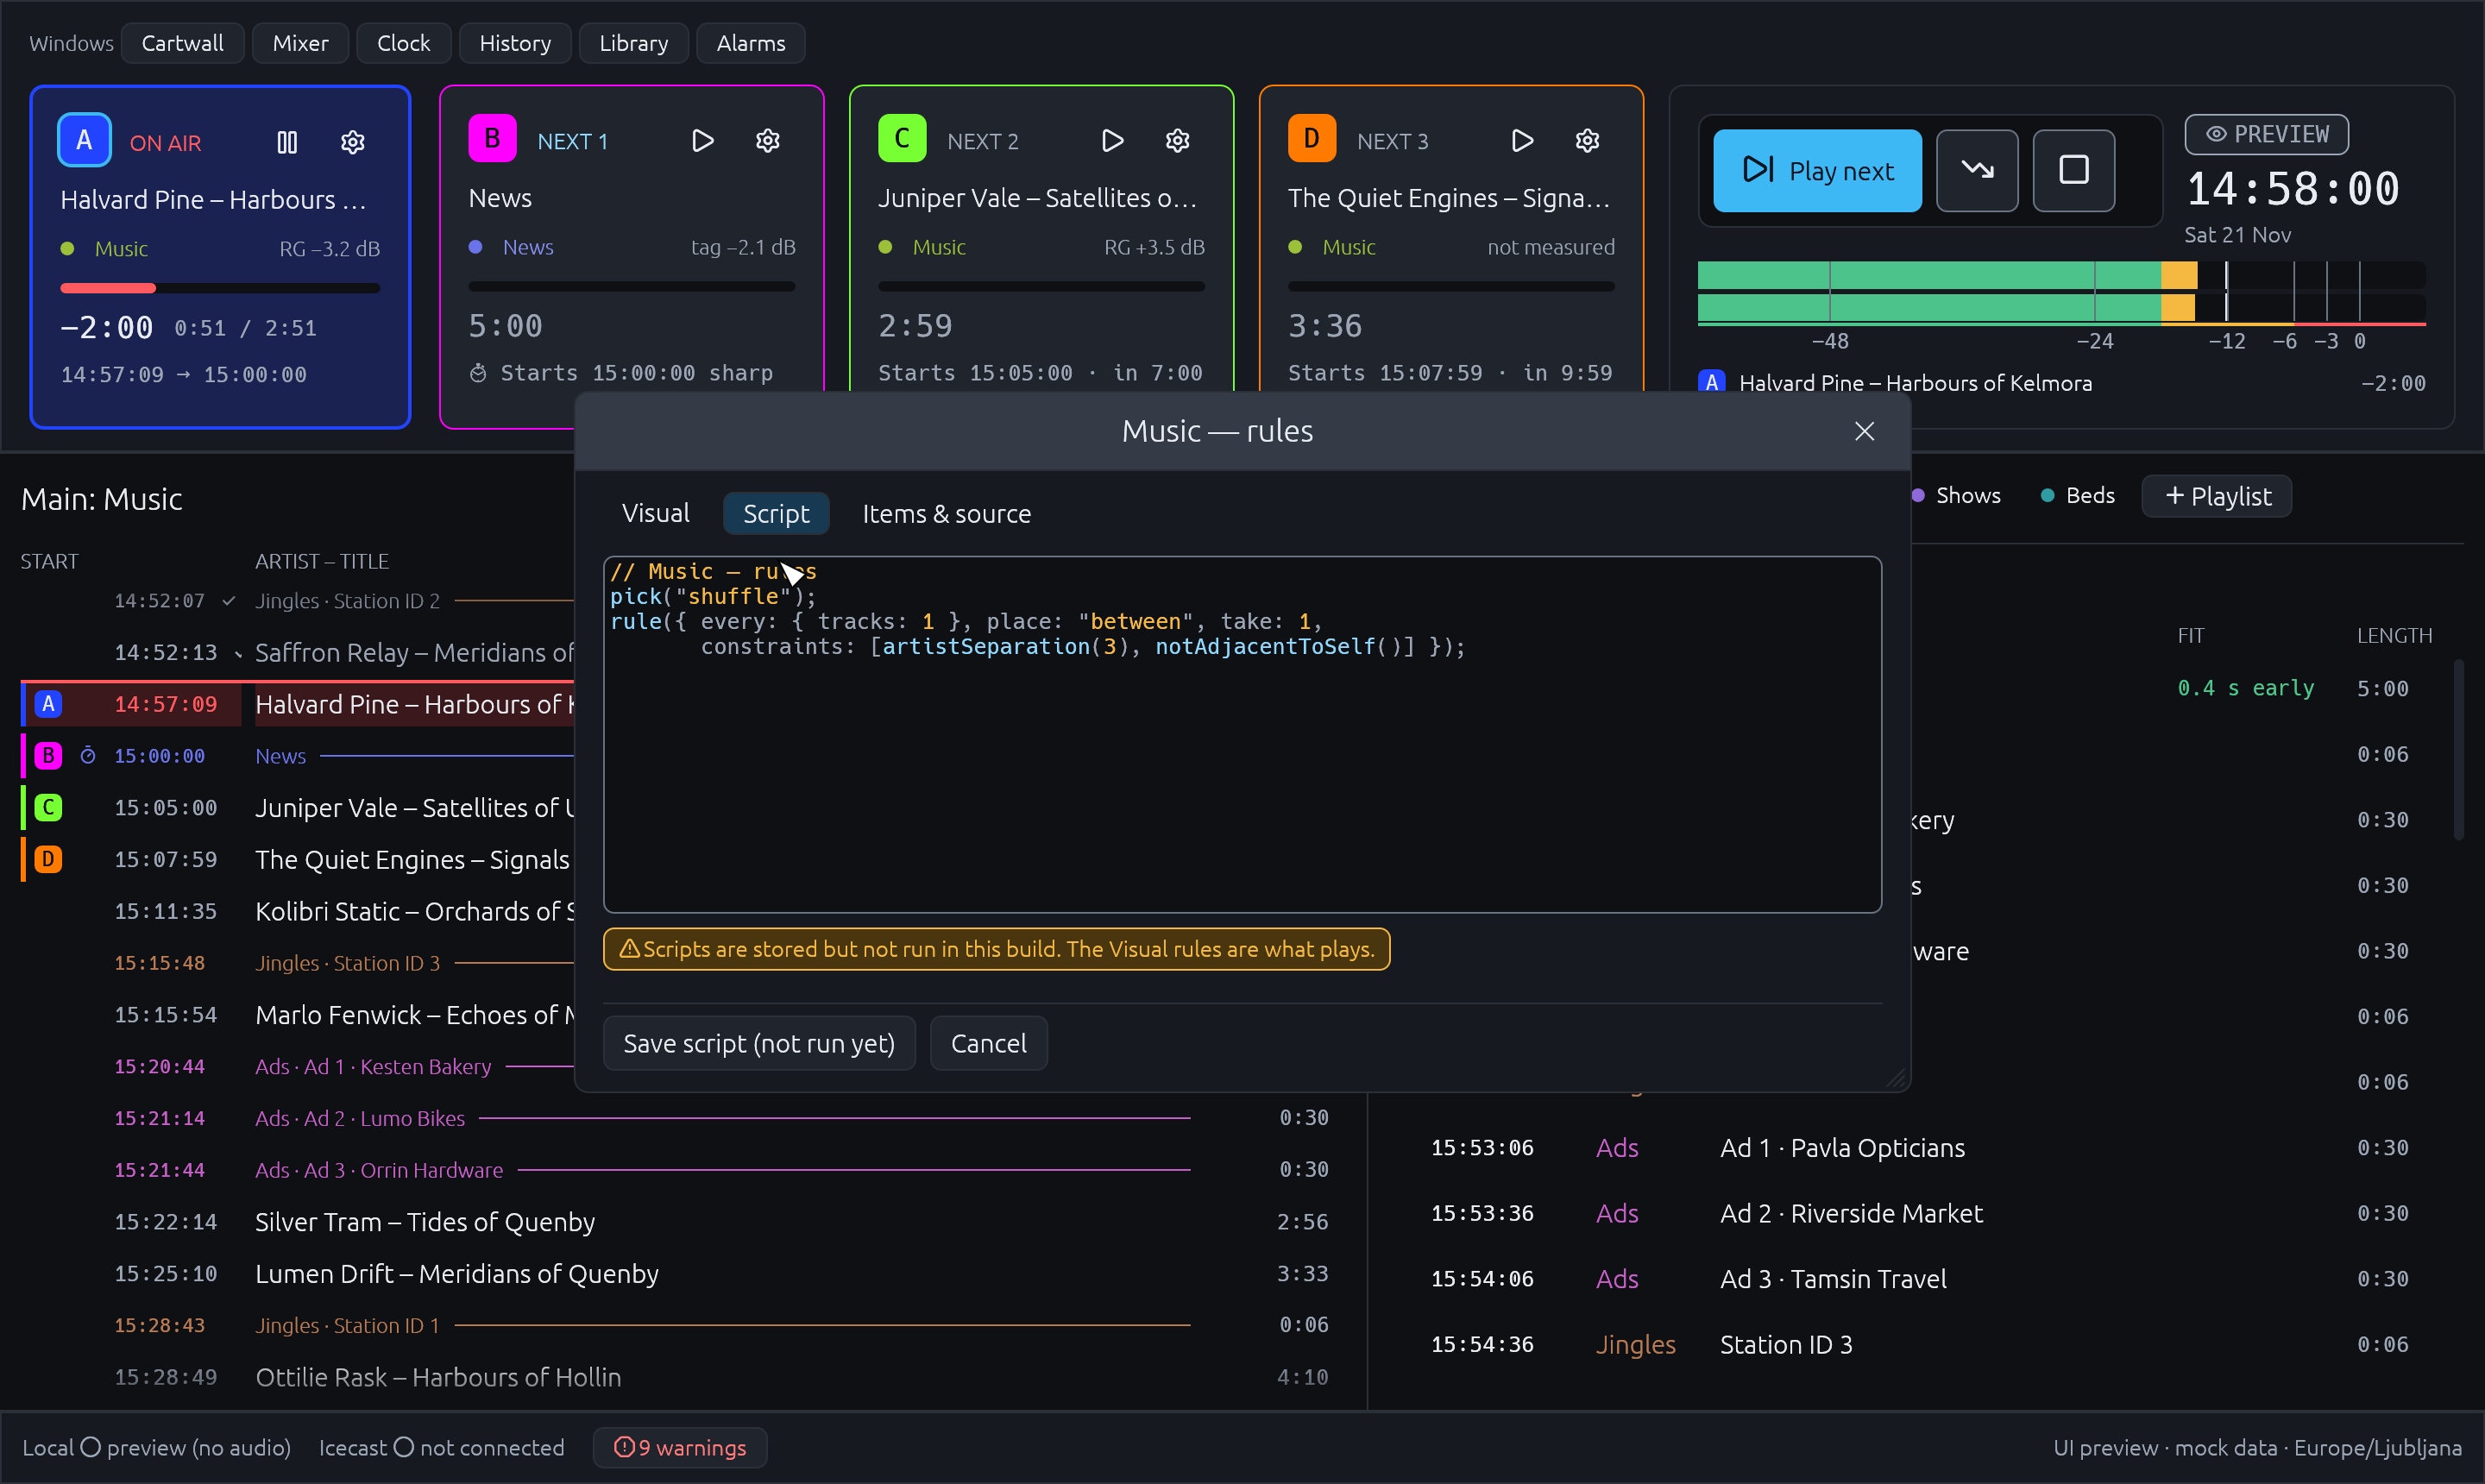 Windows Cartwall Mixer Clock History Library Alarms
A ON AIR
Halvard Pine – Harbours …
Music RG −3.2 dB
−2:00 0:51 / 2:51
14:57:09 → 15:00:00
B NEXT 1
News
News tag −2.1 dB
5:00
Starts 15:00:00 sharp
C NEXT 2
Juniper Vale – Satellites o…
Music RG +3.5 dB
2:59
Starts 15:05:00 · in 7:00
D NEXT 3
The Quiet Engines – Signa…
Music not measured
3:36
Starts 15:07:59 · in 9:59
Play next
PREVIEW
14:58:00
Sat 21 Nov
−48 −24 −12 −6 −3 0
A Halvard Pine – Harbours of Kelmora −2:00
Main: Music
START ARTIST – TITLE
14:52:07 Jingles · Station ID 2
14:52:13 Saffron Relay – Meridians of
A 14:57:09 Halvard Pine – Harbours of
B 15:00:00 News
C 15:05:00 Juniper Vale – Satellites of
D 15:07:59 The Quiet Engines – Signals
15:11:35 Kolibri Static – Orchards of
15:15:48 Jingles · Station ID 3
15:15:54 Marlo Fenwick – Echoes of
15:20:44 Ads · Ad 1 · Kesten Bakery
15:21:14 Ads · Ad 2 · Lumo Bikes 0:30
15:21:44 Ads · Ad 3 · Orrin Hardware 0:30
15:22:14 Silver Tram – Tides of Quenby 2:56
15:25:10 Lumen Drift – Meridians of Quenby 3:33
15:28:43 Jingles · Station ID 1 0:06
15:28:49 Ottilie Rask – Harbours of Hollin 4:10
Music — rules
Visual Script Items & source
// Music — rules
pick("shuffle");
rule({ every: { tracks: 1 }, place: "between", take: 1,
constraints: [artistSeparation(3), notAdjacentToSelf()] });
Scripts are stored but not run in this build. The Visual rules are what plays.
Save script (not run yet) Cancel
Shows Beds + Playlist
FIT LENGTH
0.4 s early 5:00
0:06
kery 0:30
s 0:30
ware 0:30
0:06
0:06
15:53:06 Ads Ad 1 · Pavla Opticians 0:30
15:53:36 Ads Ad 2 · Riverside Market 0:30
15:54:06 Ads Ad 3 · Tamsin Travel 0:30
15:54:36 Jingles Station ID 3 0:06
Local preview (no audio) Icecast not connected 9 warnings
UI preview · mock data · Europe/Ljubljana